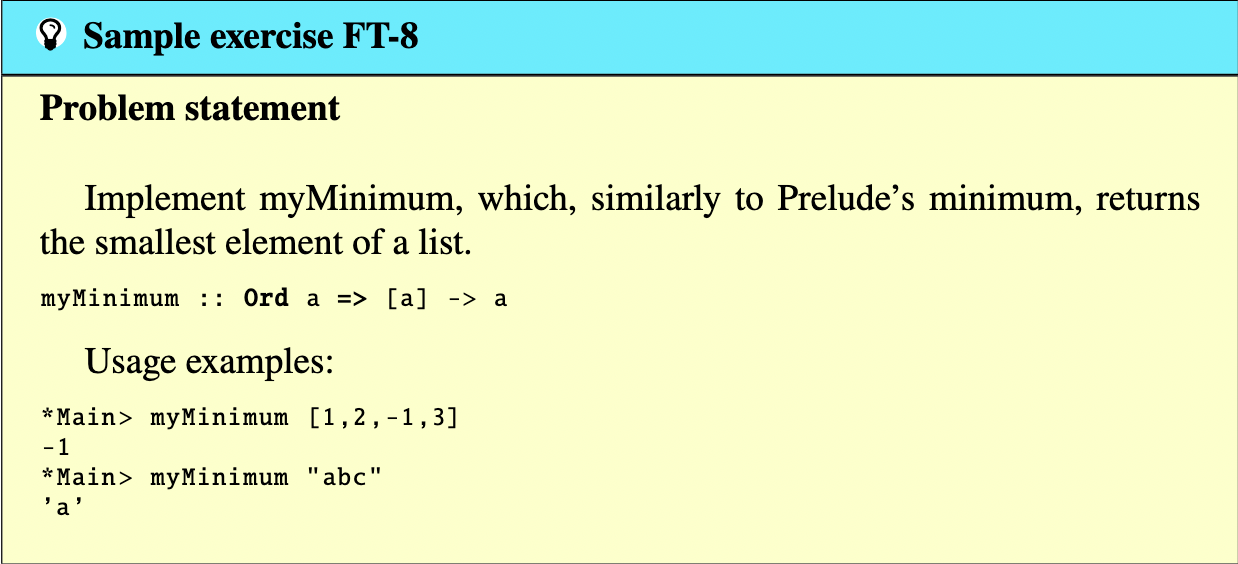 Sample exercise FT-8
Problem statement
Implement myMinimum, which, similarly to Prelude’s minimum, returns
the smallest element of a list.
myMinimum :: Ord a => [a] -> a
Usage examples:
*Main> myMinimum [1,2,-1,3]
-1
*Main> myMinimum "abc"
’a’